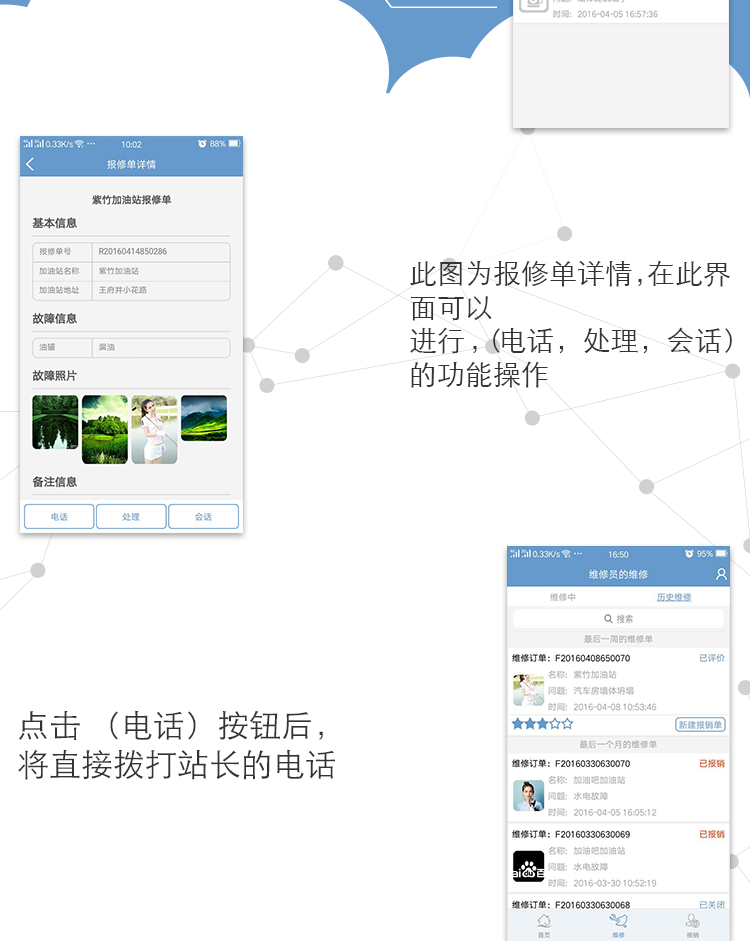 时间: 2016-04-05 16:57:36
0.33K/s ··· 10:02 88%
报修单详情
紫竹加油站报修单
基本信息
报修单号 R20160414850286
加油站名称 紫竹加油站
加油站地址 王府井小花路
故障信息
油罐 漏油
故障照片
备注信息
电话 处理 会话
此图为报修单详情,在此界
面可以
进行,(电话，处理，会话)
的功能操作
0.33K/s ··· 16:50 95%
维修员的维修
维修中 历史维修
搜索
最后一周的维修单
维修订单: F20160408650070 已评价
名称: 紫竹加油站
问题: 汽车房墙体坍塌
时间: 2016-04-08 10:53:46
新建报销单
最后一个月的维修单
维修订单: F20160330630070 已报销
名称: 加油吧加油站
问题: 水电故障
时间: 2016-04-05 16:05:12
维修订单: F20160330630069 已报销
名称: 加油吧加油站
问题: 水电故障
时间: 2016-03-30 10:52:19
维修订单: F20160330630068 已关闭
首页 维修 报销
点击 （电话）按钮后，
将直接拨打站长的电话